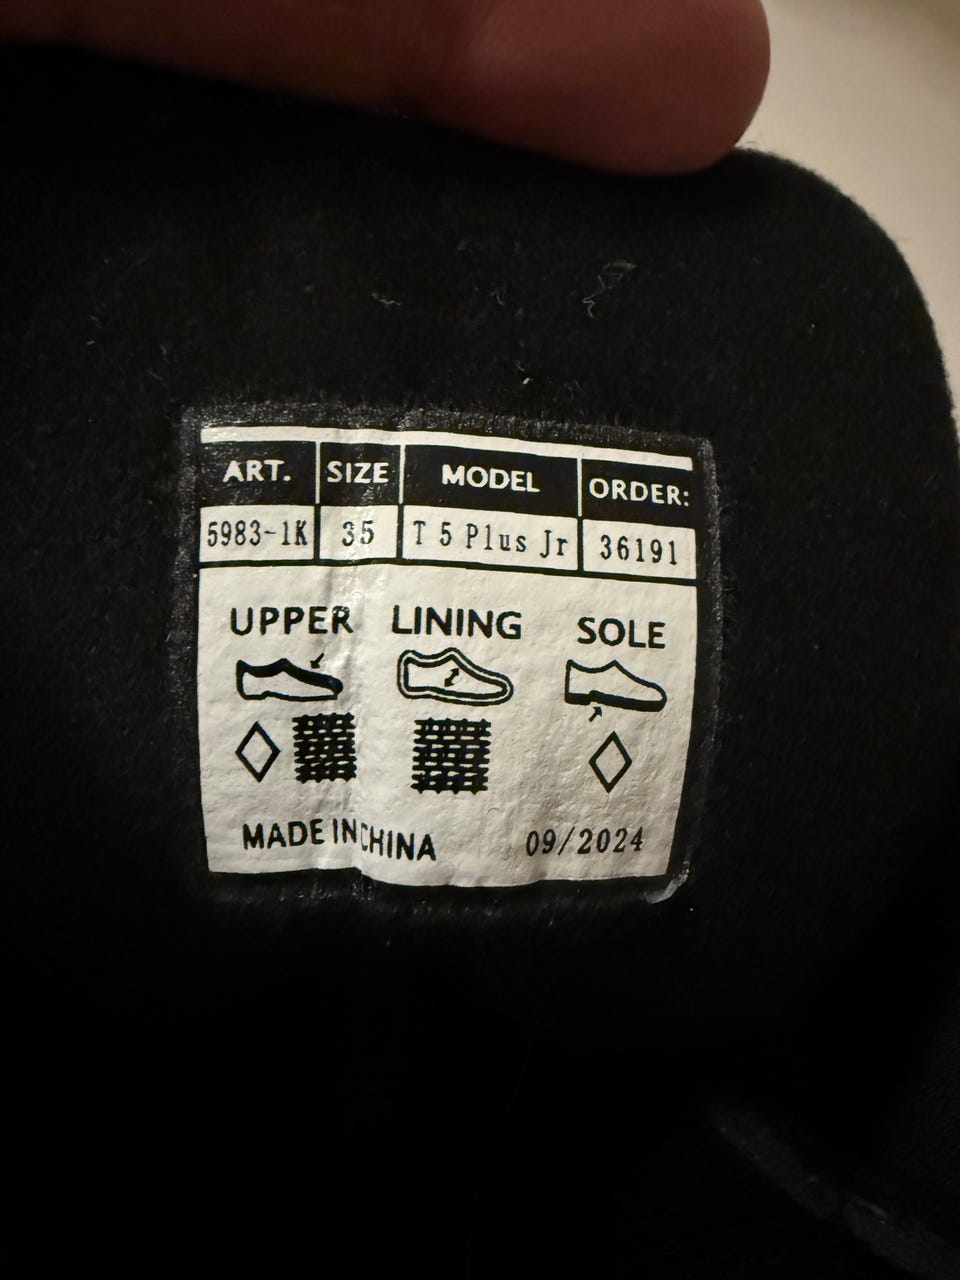 ART. SIZE MODEL ORDER:
5983-1K 35 T 5 Plus Jr 36191
UPPER LINING SOLE
MADE IN CHINA 09/2024